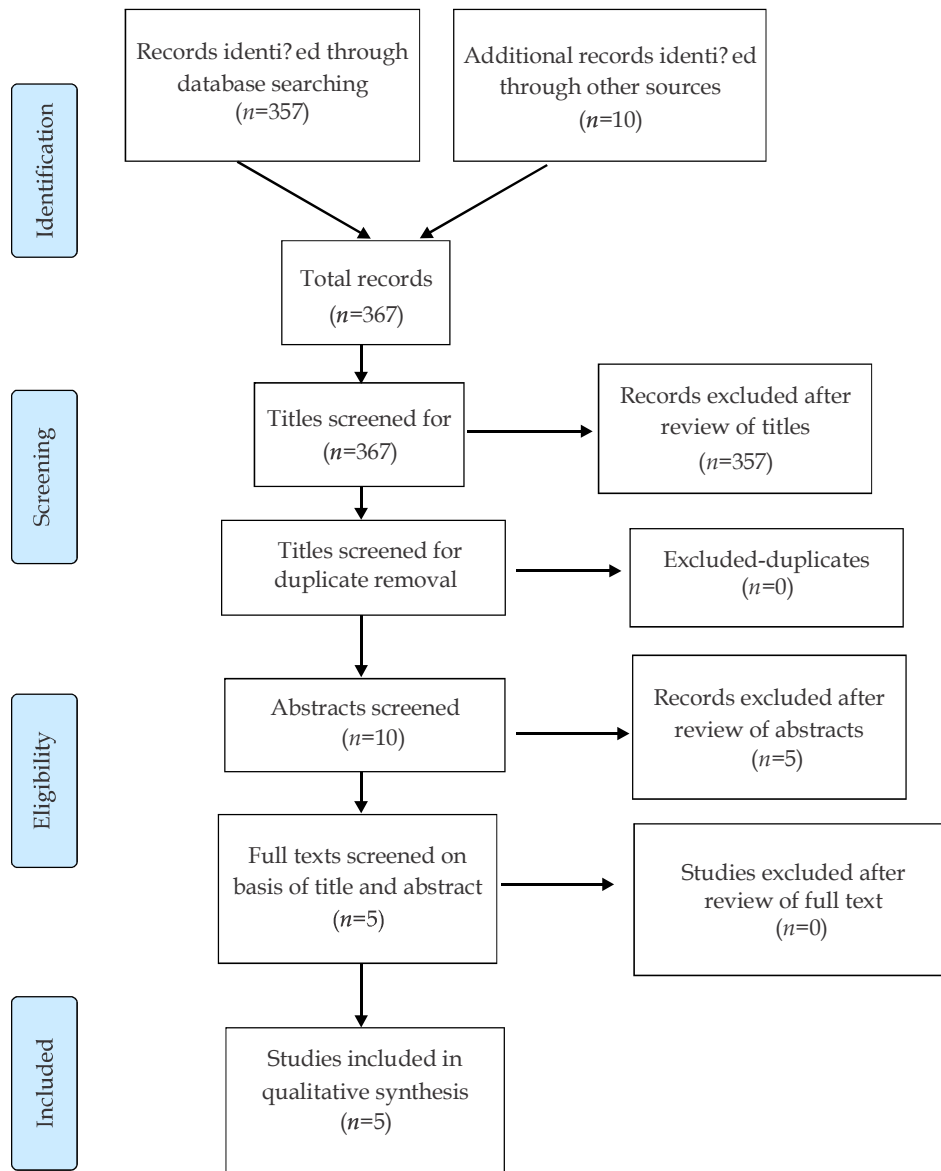 Records identi? ed through
database searching
(n=357)
Additional records identi? ed
through other sources
(n=10)
Identification
Total records
(n=367)
Screening
Titles screened for
(n=367)
Records excluded after
review of titles
(n=357)
Titles screened for
duplicate removal
Excluded-duplicates
(n=0)
Eligibility
Abstracts screened
(n=10)
Records excluded after
review of abstracts
(n=5)
Full texts screened on
basis of title and abstract
(n=5)
Studies excluded after
review of full text
(n=0)
Included
Studies included in
qualitative synthesis
(n=5)